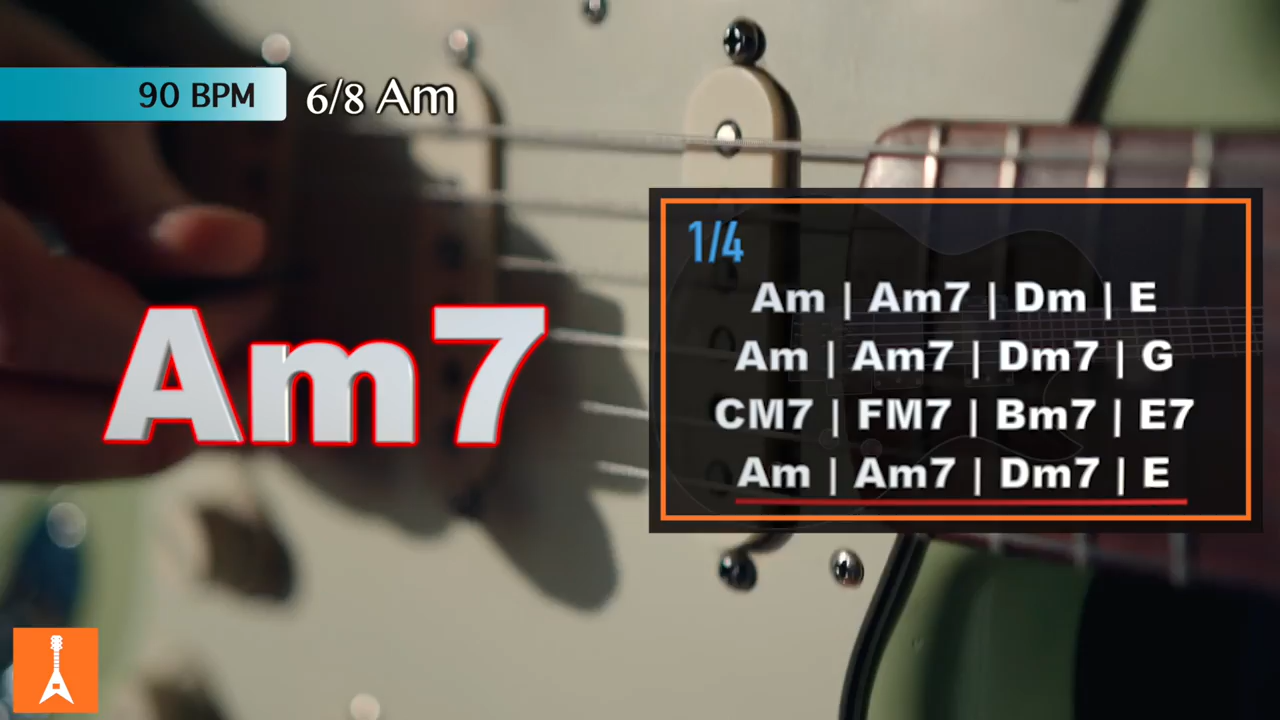 90 BPM 6/8 Am
1/4
Am | Am7 | Dm | E
Am | Am7 | Dm7 | G
CM7 | FM7 | Bm7 | E7
Am | Am7 | Dm7 | E
Am7